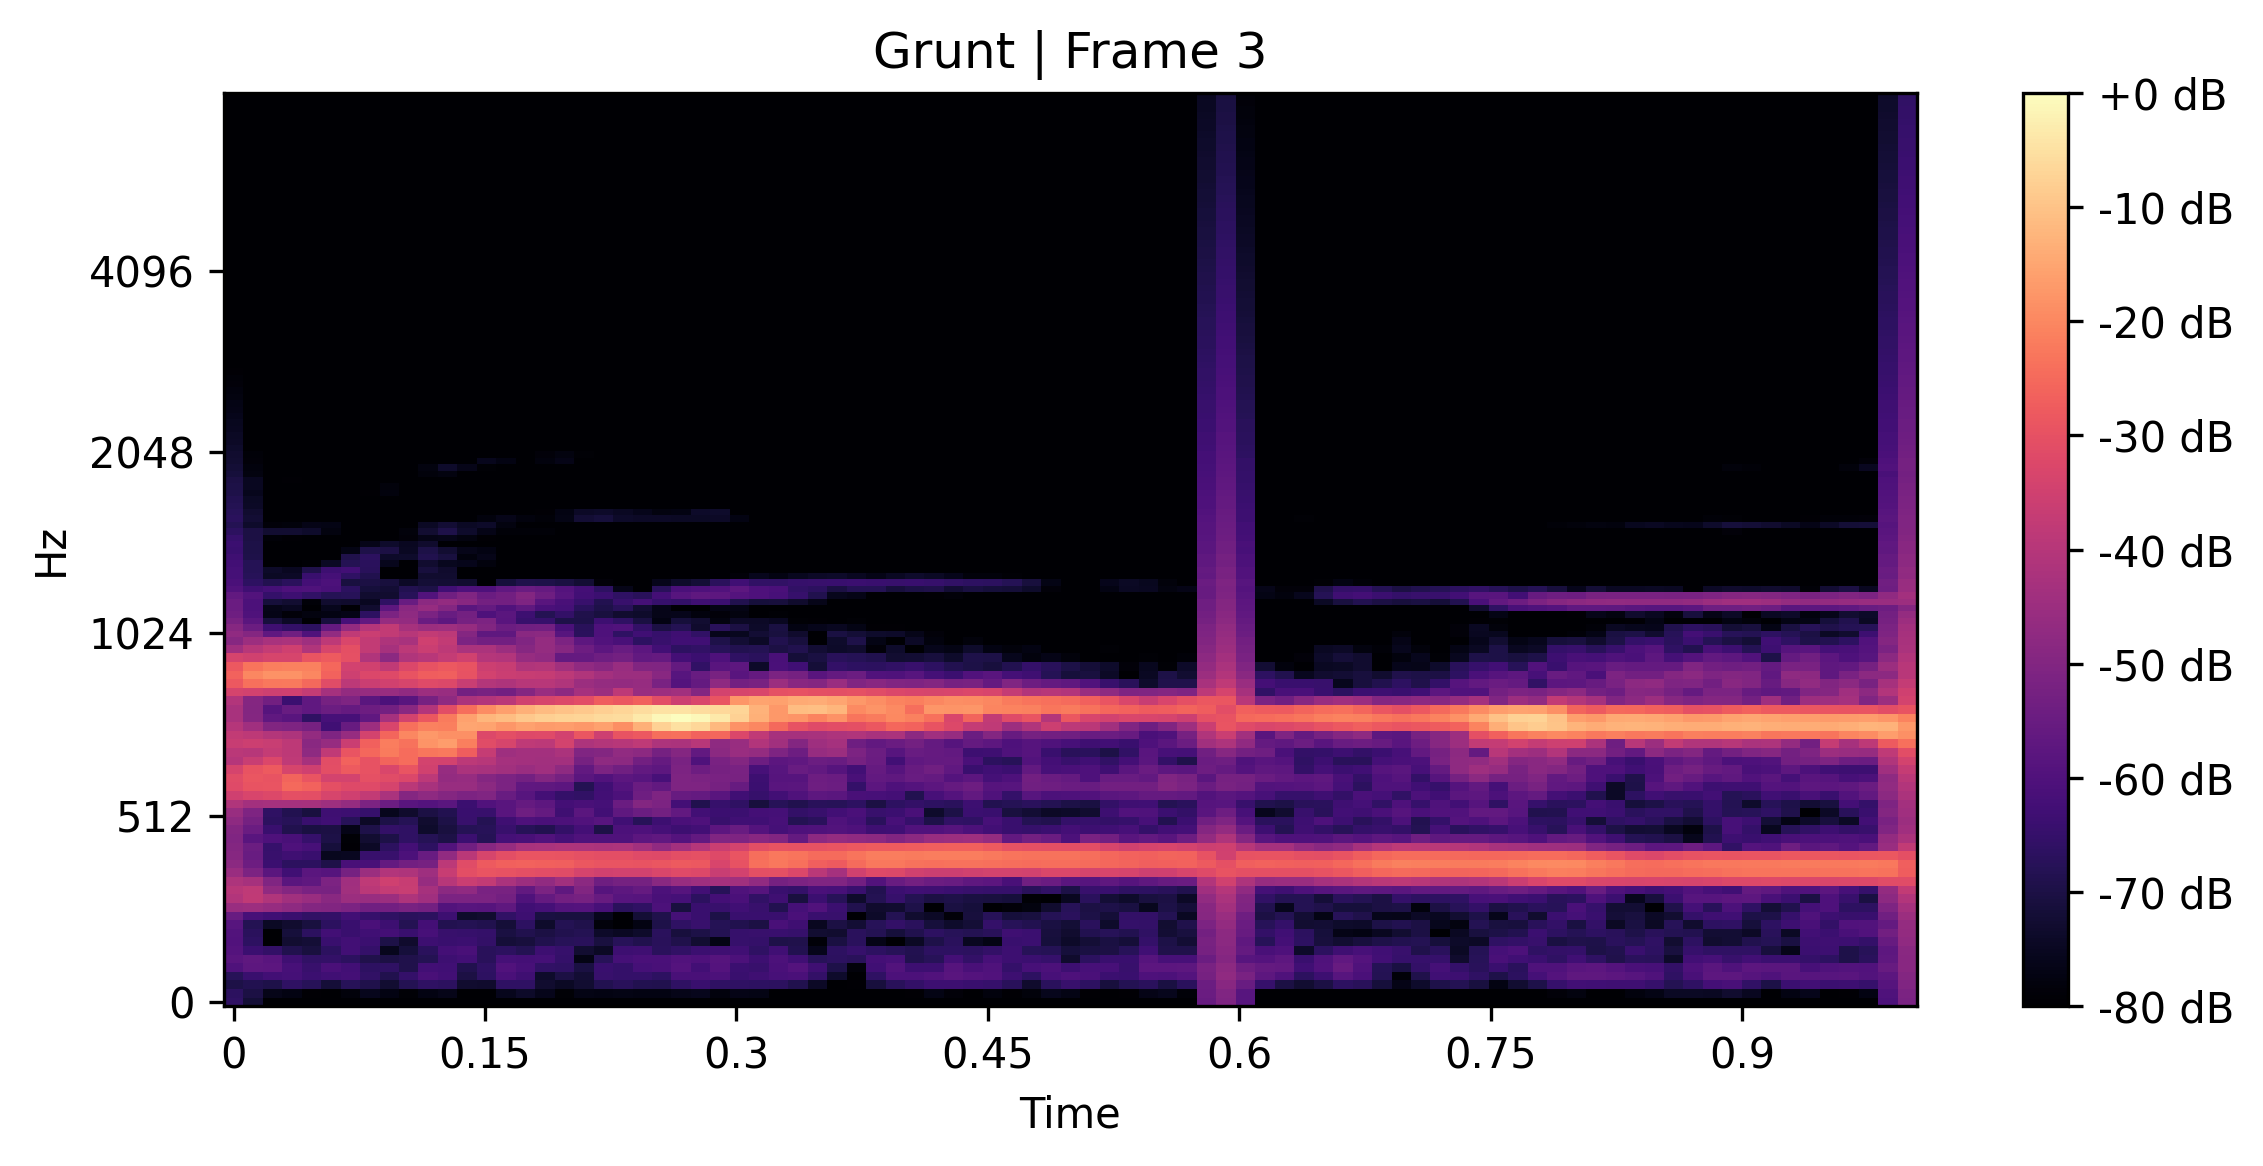 Grunt | Frame 3
Hz
4096
2048
1024
512
0
0 0.15 0.3 0.45 0.6 0.75 0.9
Time
+0 dB
-10 dB
-20 dB
-30 dB
-40 dB
-50 dB
-60 dB
-70 dB
-80 dB